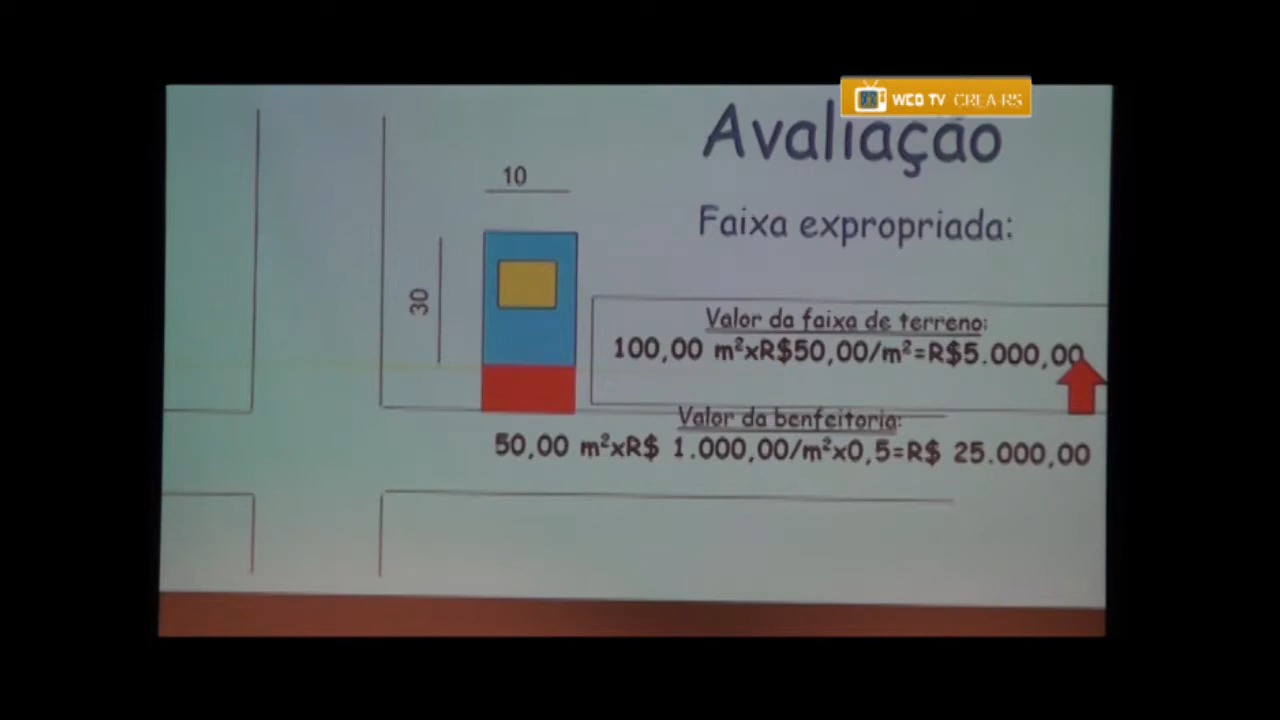 WEB TV CREA-RS
Avaliação
10
Faixa expropriada:
30
Valor da faixa de terreno:
100,00 m²xR$50,00/m²=R$5.000,00
Valor da benfeitoria:
50,00 m²xR$ 1.000,00/m²x0,5=R$ 25.000,00